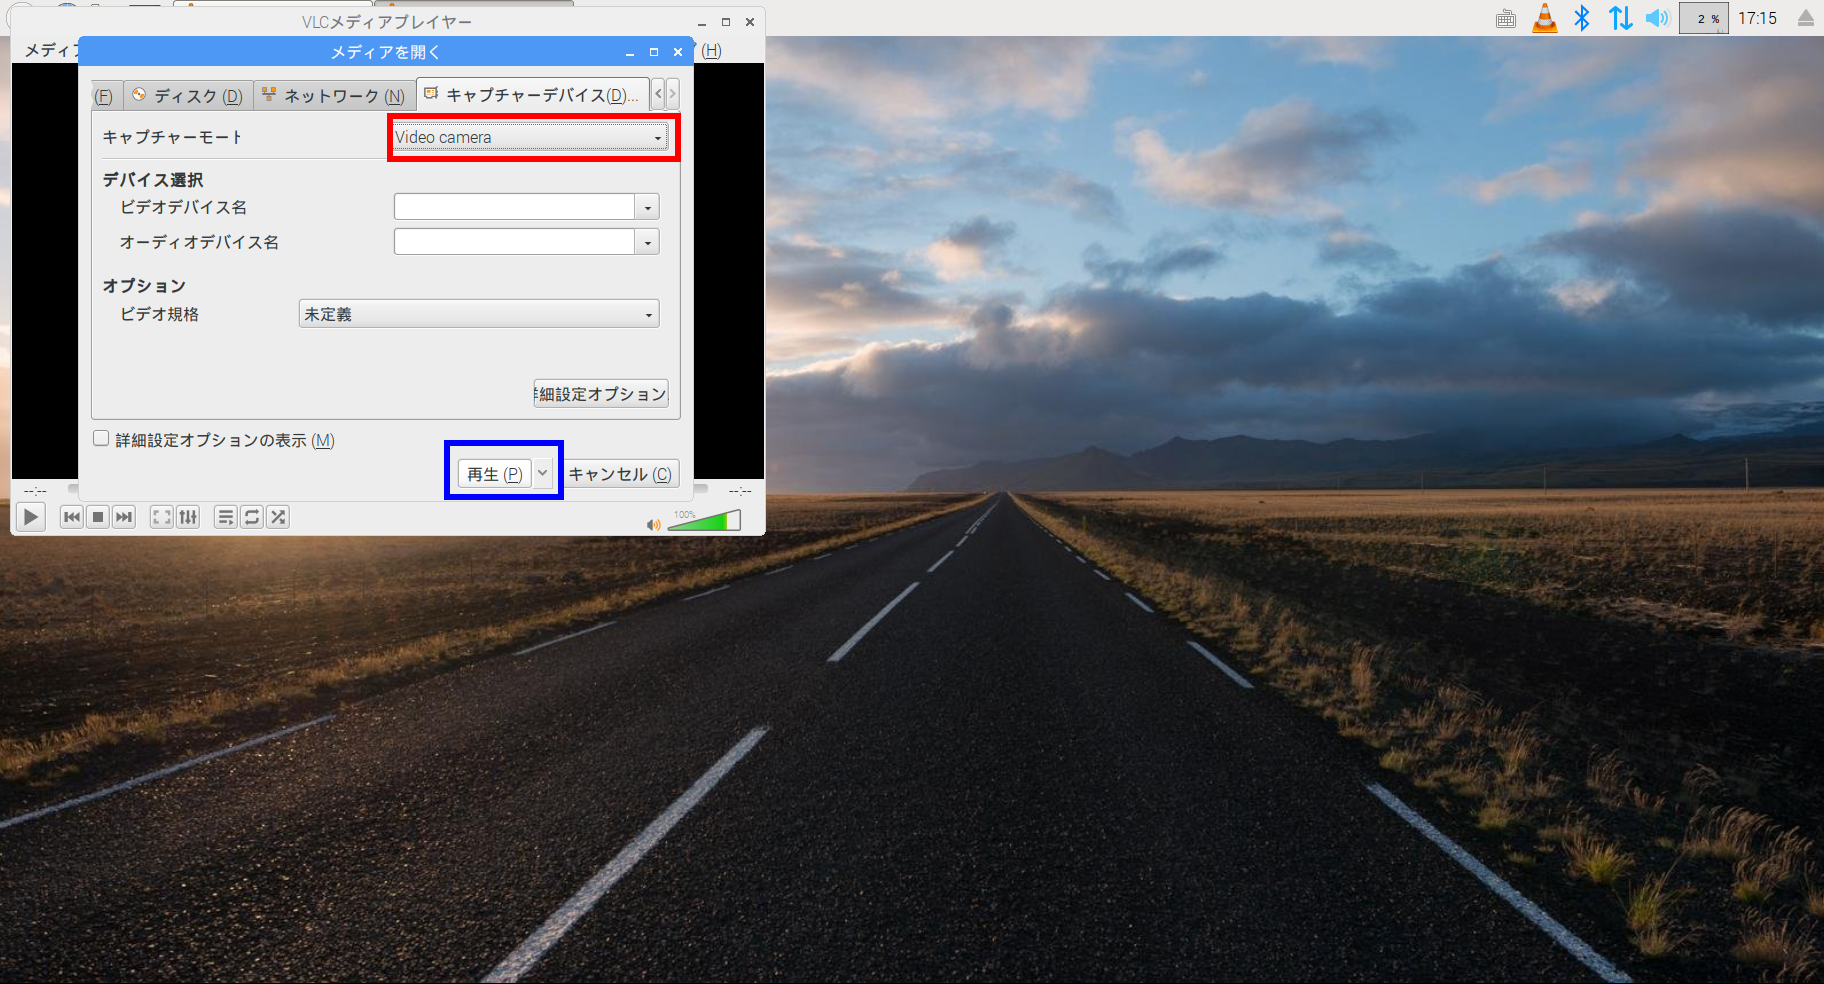 VLCメディアプレイヤー
2 %
17:15
メディア
(H)
メディアを開く
(F)
ディスク (D)
ネットワーク (N)
キャプチャーデバイス(D)...
キャプチャーモート
Video camera
デバイス選択
ビデオデバイス名
オーディオデバイス名
オプション
ビデオ規格
未定義
細設定オプション
詳細設定オプションの表示 (M)
再生 (P)
キャンセル (C)
--:--
--:--
100%